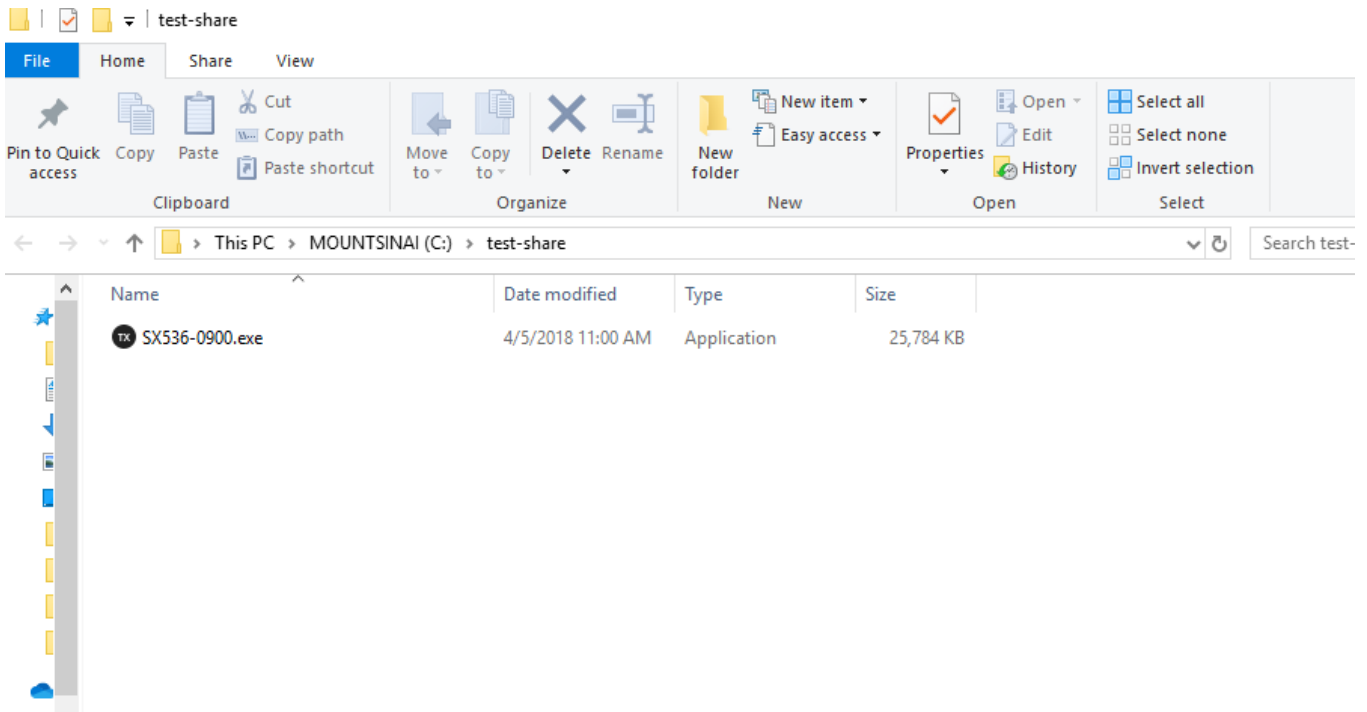 test-share
File Home Share View
Pin to Quick access
Copy
Paste
Cut
W... Copy path
Paste shortcut
Move to
Copy to
Delete
Rename
New folder
New item
Easy access
Properties
Open
Edit
History
Select all
Select none
Invert selection
Clipboard Organize New Open Select
This PC > MOUNTSINAI (C:) > test-share
Search test-
Name Date modified Type Size
TX SX536-0900.exe 4/5/2018 11:00 AM Application 25,784 KB